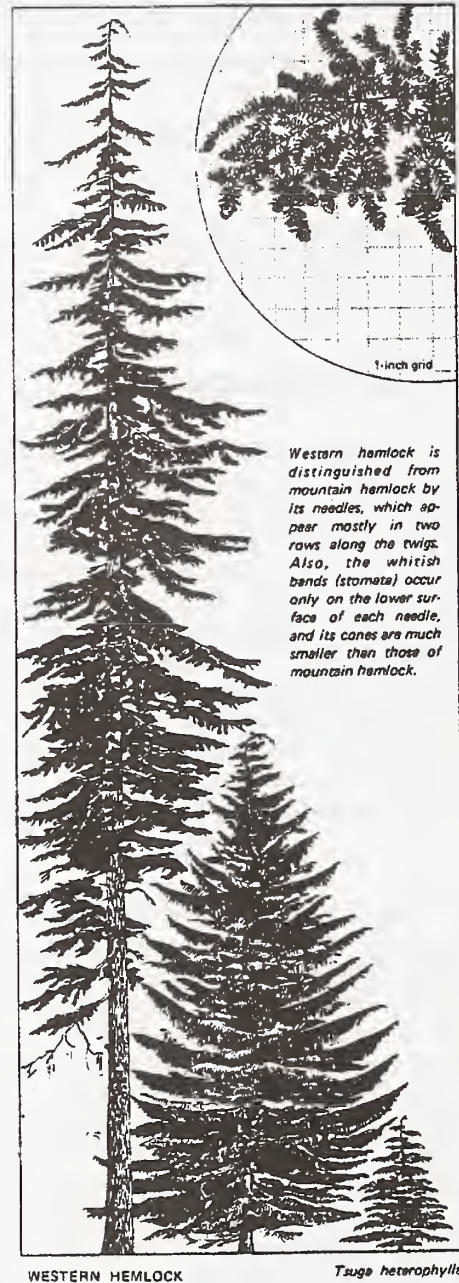 1-inch grid
Western hemlock is
distinguished from
mountain hemlock by
its needles, which ap-
pear mostly in two
rows along the twigs.
Also, the whitish
bands (stomata) occur
only on the lower sur-
face of each needle,
and its cones are much
smaller than those of
mountain hemlock.
WESTERN HEMLOCK Tsuga heterophylla